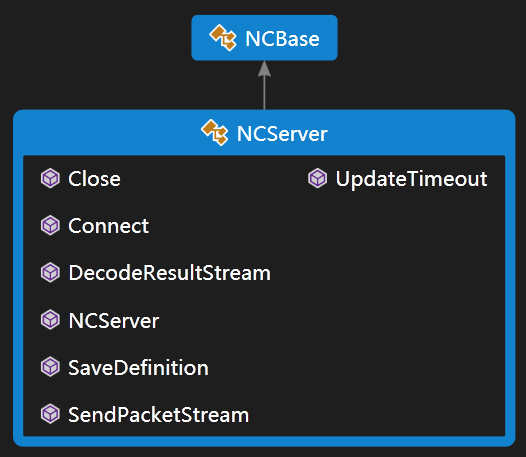 NCBase
NCServer
Close
Connect
DecodeResultStream
NCServer
SaveDefinition
SendPacketStream
UpdateTimeout